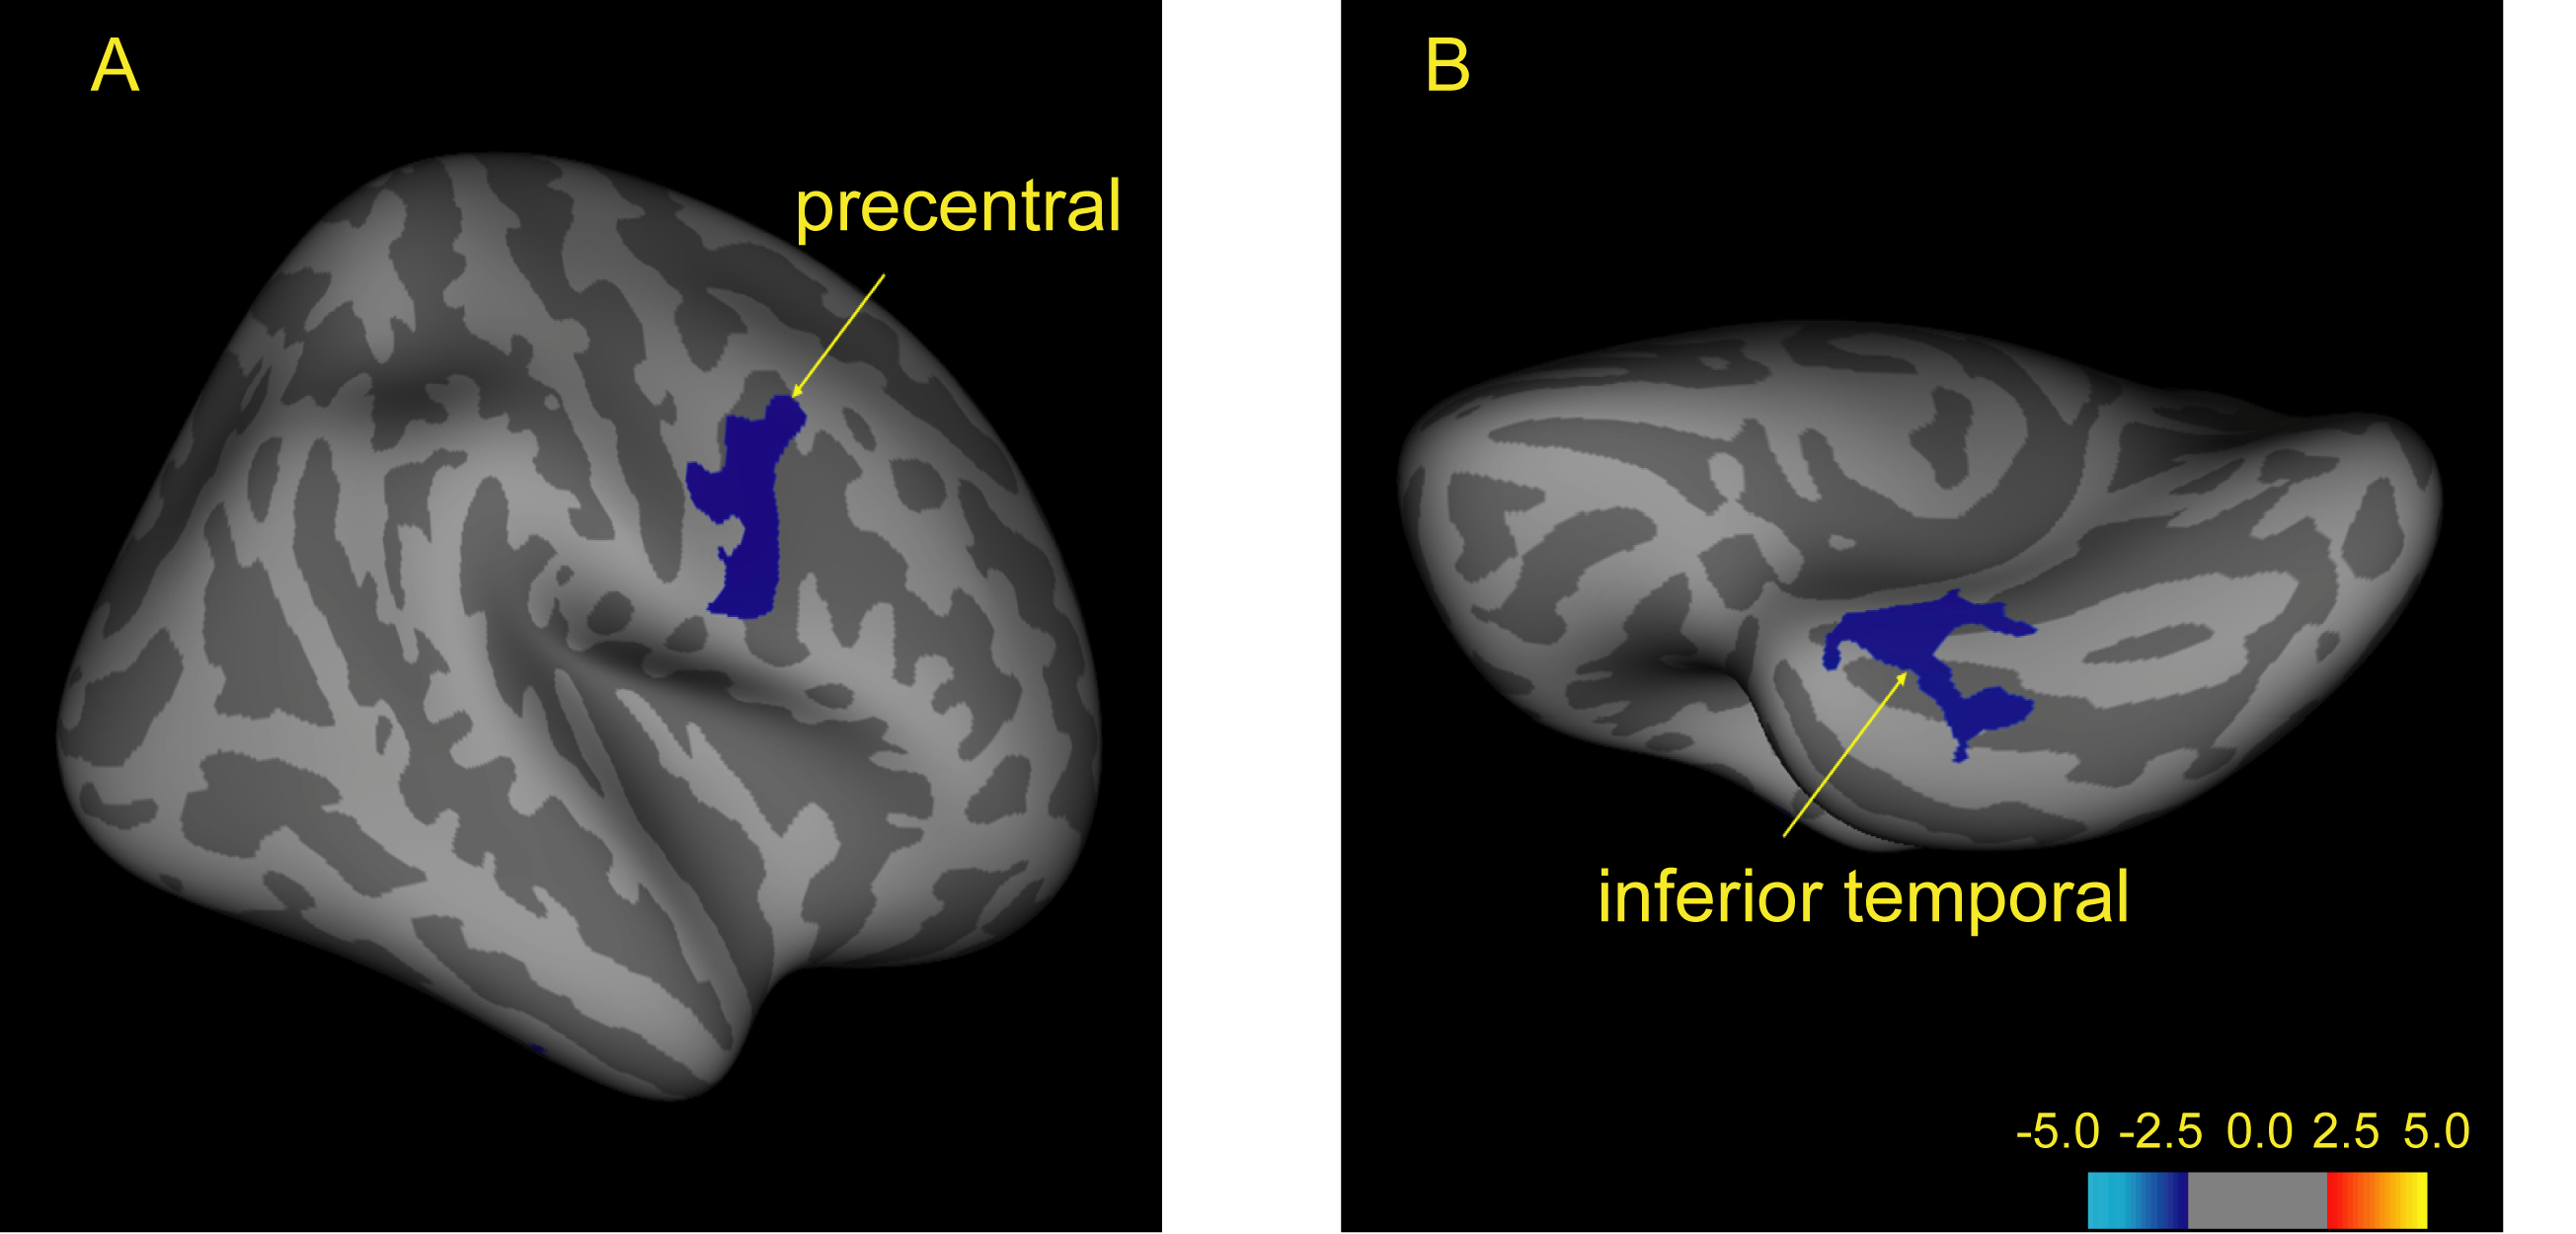 A
B
precentral
inferior temporal
-5.0 -2.5 0.0 2.5 5.0